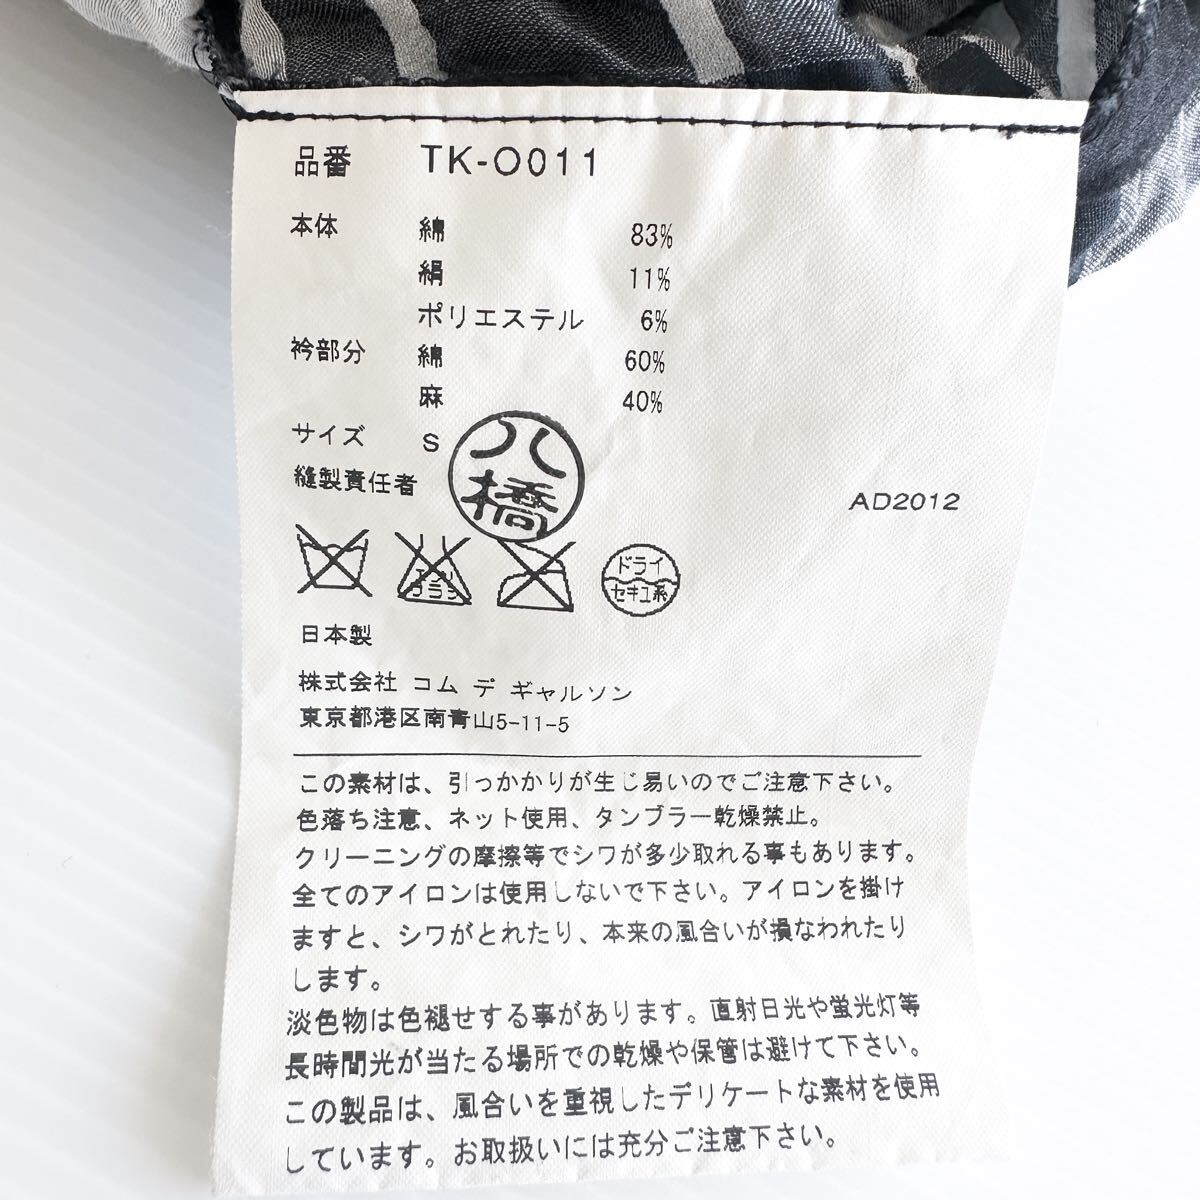 品番 TK-O011
本体 綿 83%
絹 11%
ポリエステル 6%
衿部分 綿 60%
麻 40%
サイズ S
縫製責任者 八橋
AD2012
エンソ
ブラシ
ドライ
セキユ系
日本製
株式会社 コム デ ギャルソン
東京都港区南青山5-11-5
この素材は、引っかかりが生じ易いのでご注意下さい。
色落ち注意、ネット使用、タンブラー乾燥禁止。
クリーニングの摩擦等でシワが多少取れる事もあります。
全てのアイロンは使用しないで下さい。アイロンを掛け
ますと、シワがとれたり、本来の風合いが損なわれたり
します。
淡色物は色褪せする事があります。直射日光や蛍光灯等
長時間光が当たる場所での乾燥や保管は避けて下さい。
この製品は、風合いを重視したデリケートな素材を使用
しています。お取扱いには充分ご注意下さい。